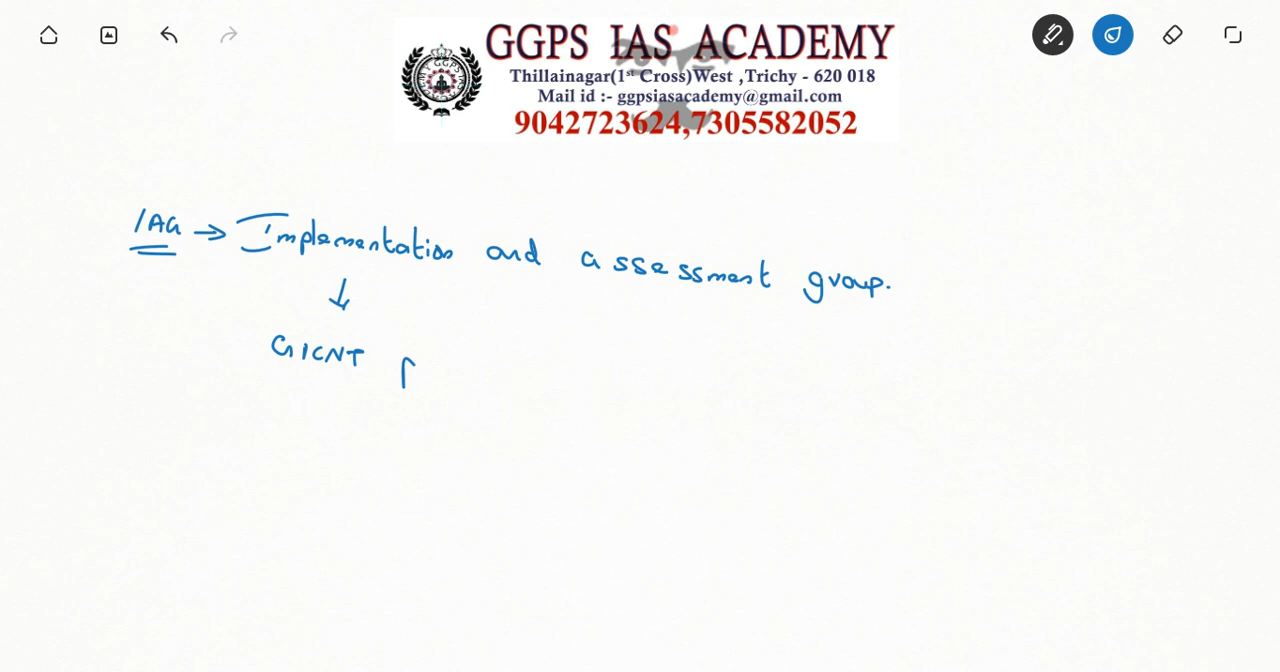 GGPS IAS ACADEMY
Thillainagar(1st Cross)West ,Trichy - 620 018
Mail id :- ggpsiasacademy@gmail.com
9042723624,7305582052
IAG → Implementation and assessment group.
↓
GICNT [